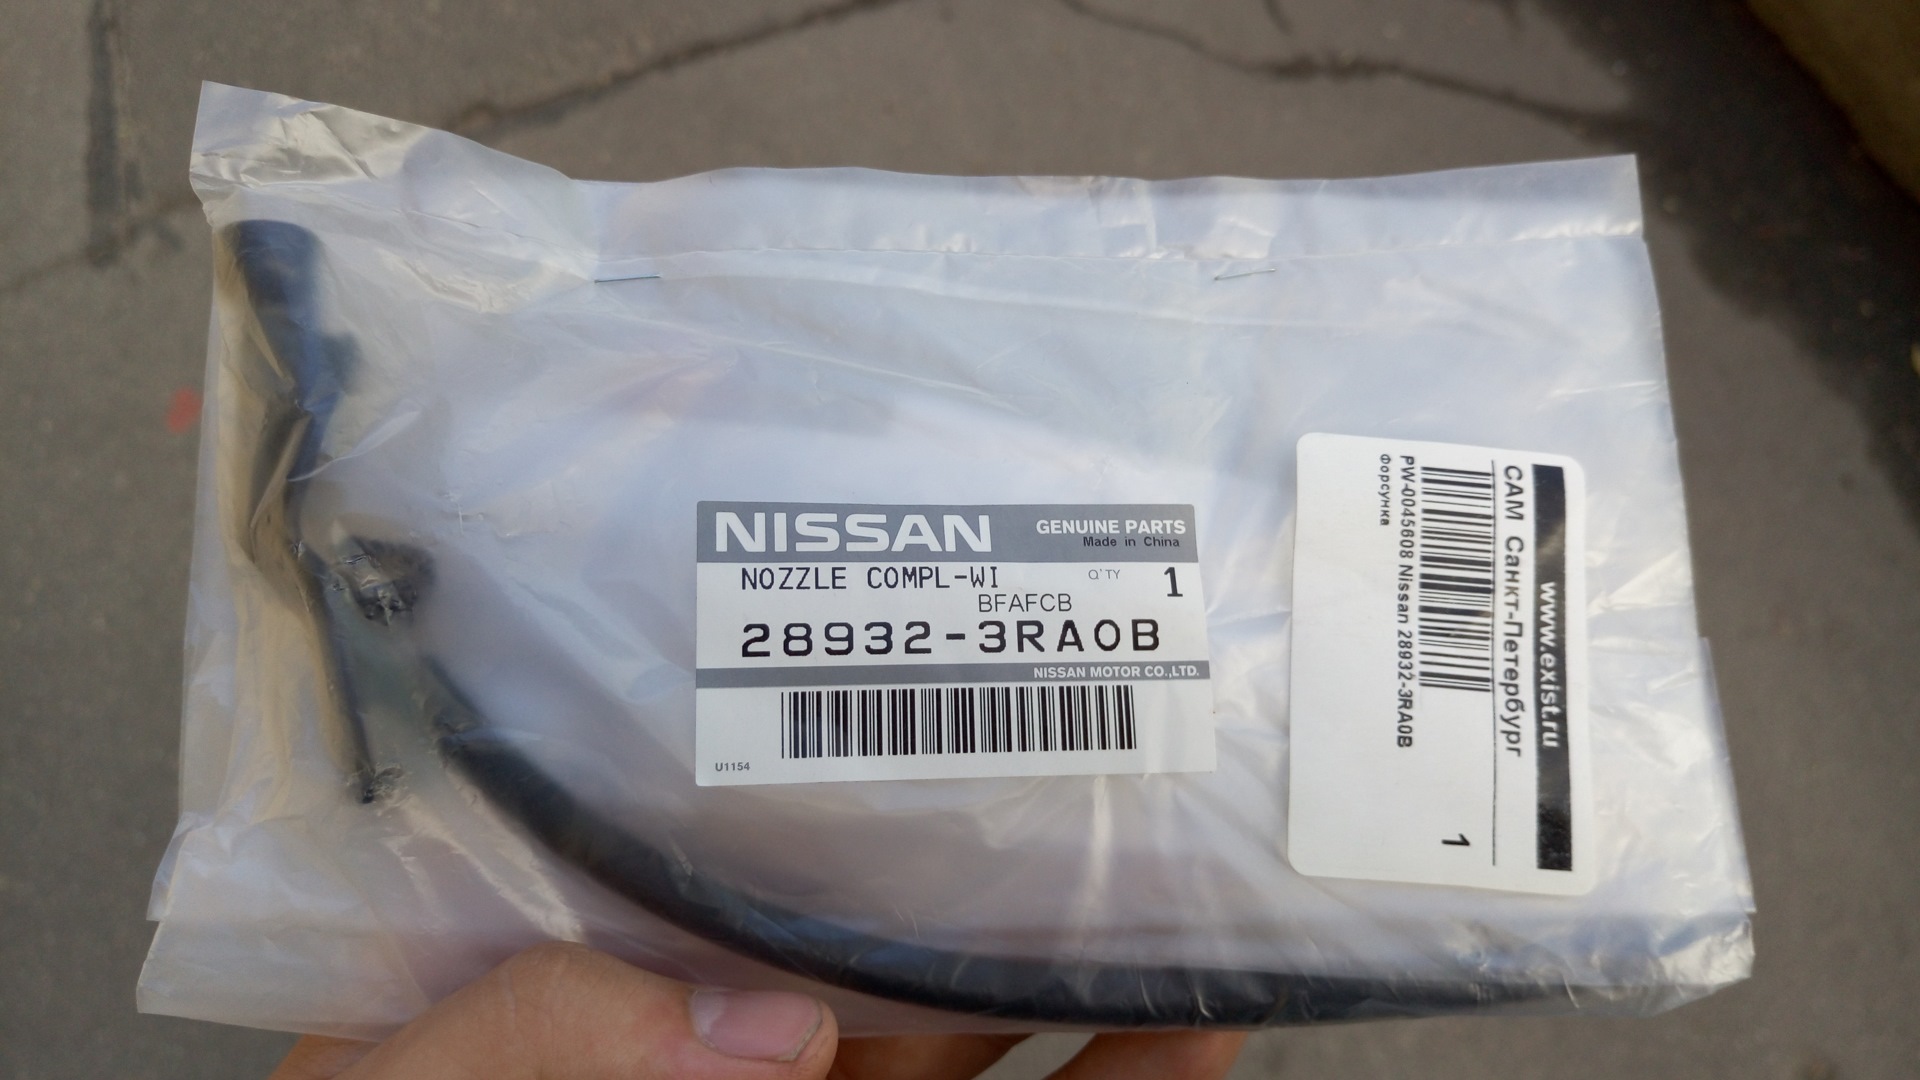 NISSAN
GENUINE PARTS
Made in China
NOZZLE COMPL-WI
Q'TY 1
BFAFCB
28932-3RA0B
NISSAN MOTOR CO.,LTD.
U1154
www.exist.ru
САМ Санкт-Петербург
PW-0045608 Nissan 28932-3RA0B
Форсунка
1